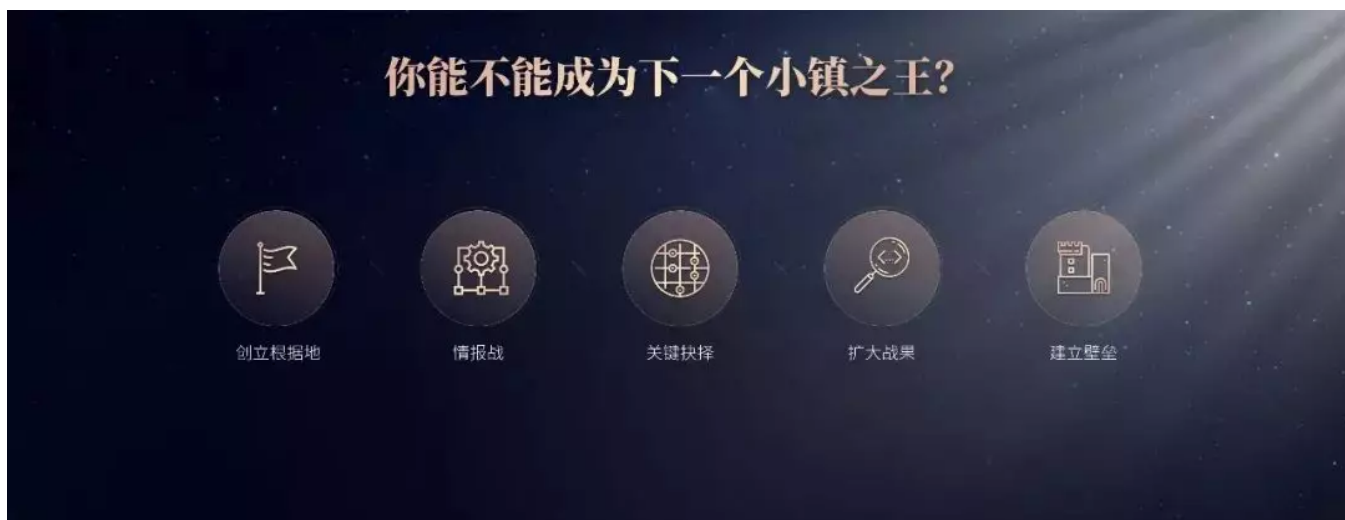 你能不能成为下一个小镇之王？
创立根据地
情报战
关键抉择
扩大战果
建立壁垒